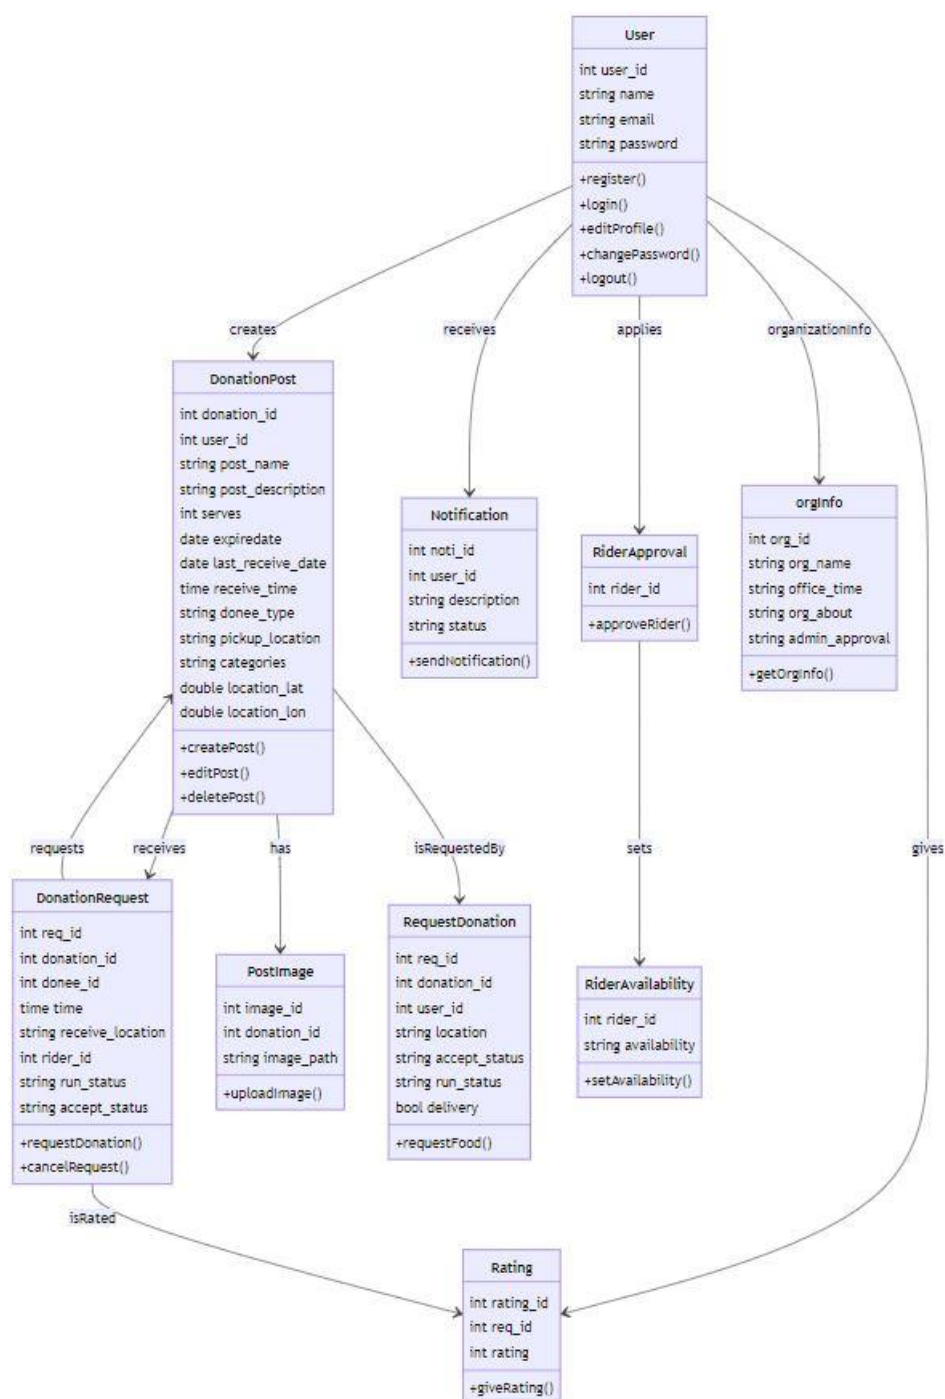 User
int user_id
string name
string email
string password
+register()
+login()
+editProfile()
+changePassword()
+logout()
creates
receives
applies
organizationInfo
DonationPost
int donation_id
int user_id
string post_name
string post_description
int serves
date expiredate
date last_receive_date
time receive_time
string donee_type
string pickup_location
string categories
double location_lat
double location_lon
+createPost()
+editPost()
+deletePost()
Notification
int noti_id
int user_id
string description
string status
+sendNotification()
RiderApproval
int rider_id
+approveRider()
orgInfo
int org_id
string org_name
string office_time
string org_about
string admin_approval
+getOrgInfo()
requests
receives
has
isRequestedBy
sets
gives
DonationRequest
int req_id
int donation_id
int donee_id
time time
string receive_location
int rider_id
string run_status
string accept_status
+requestDonation()
+cancelRequest()
PostImage
int image_id
int donation_id
string image_path
+uploadImage()
RequestDonation
int req_id
int donation_id
int user_id
string location
string accept_status
string run_status
bool delivery
+requestFood()
RiderAvailability
int rider_id
string availability
+setAvailability()
isRated
Rating
int rating_id
int req_id
int rating
+giveRating()